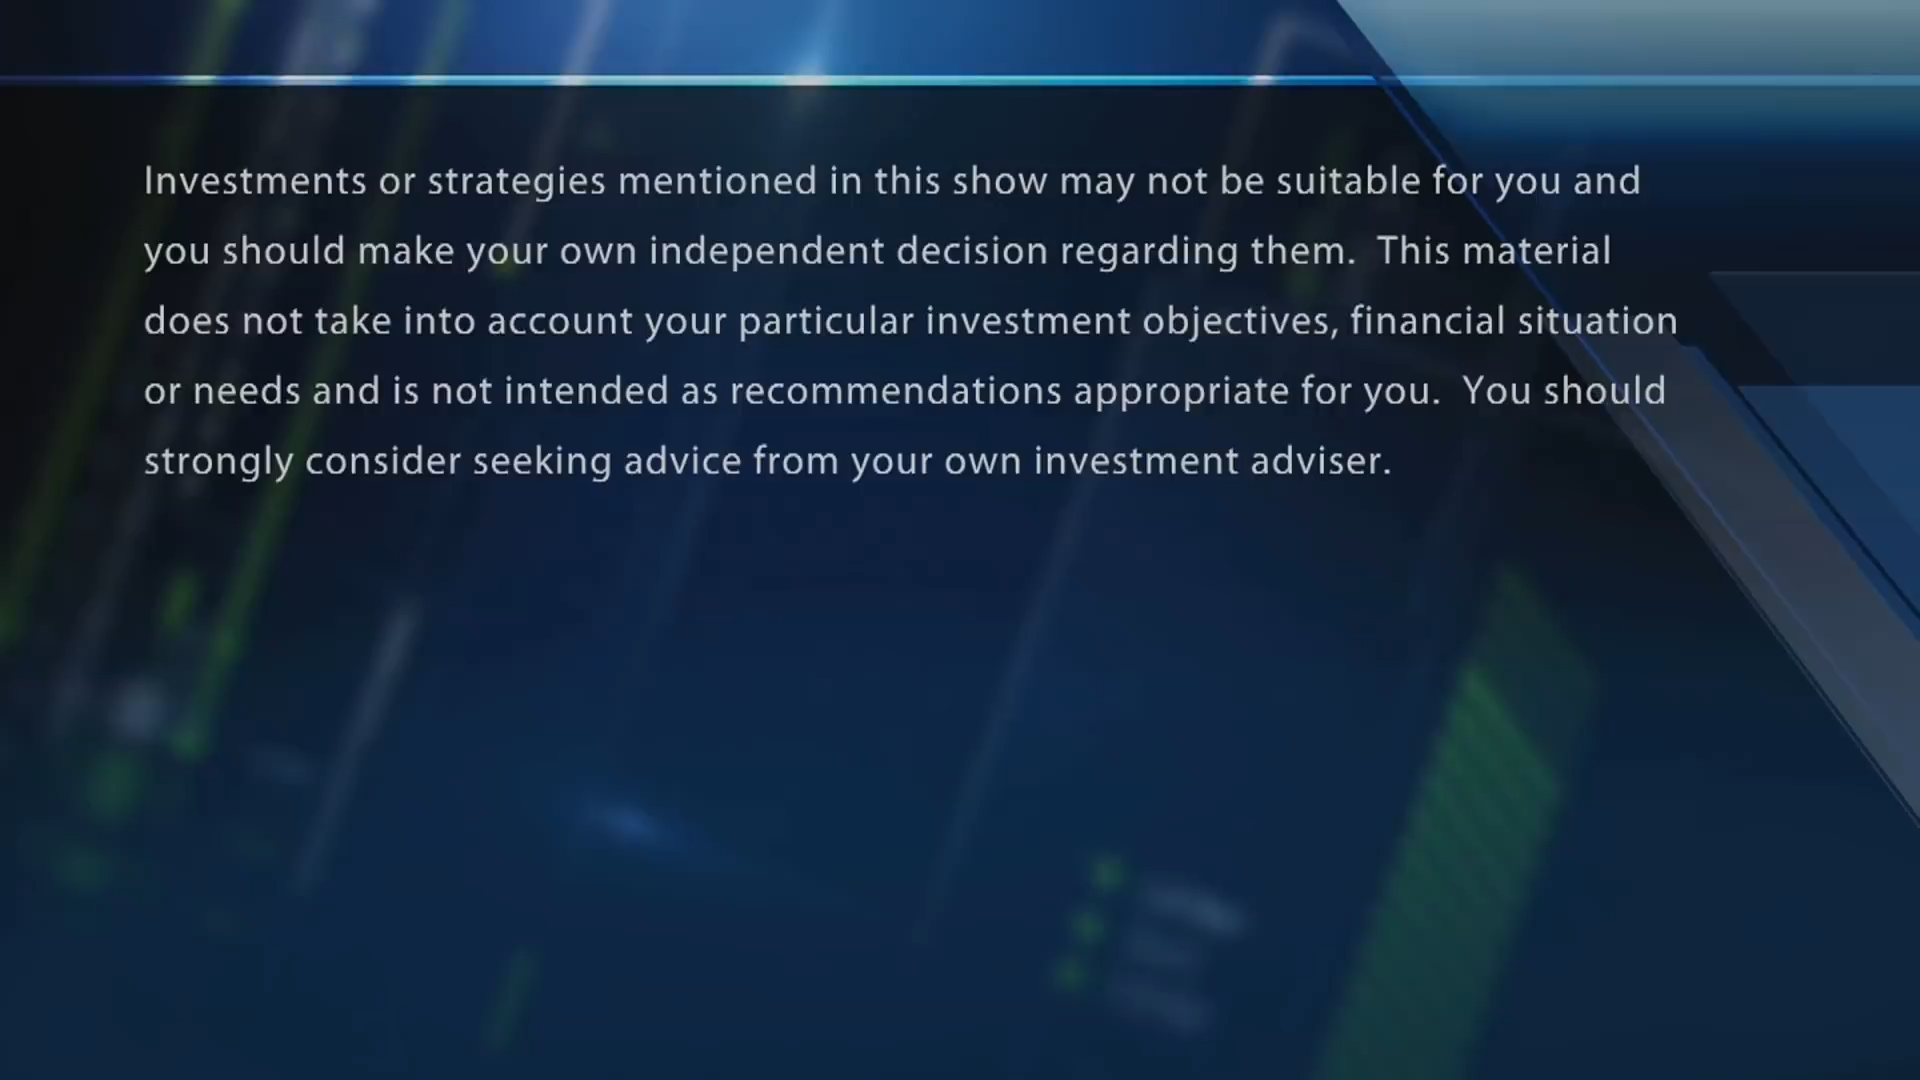 Investments or strategies mentioned in this show may not be suitable for you and
you should make your own independent decision regarding them.  This material
does not take into account your particular investment objectives, financial situation
or needs and is not intended as recommendations appropriate for you.  You should
strongly consider seeking advice from your own investment adviser.